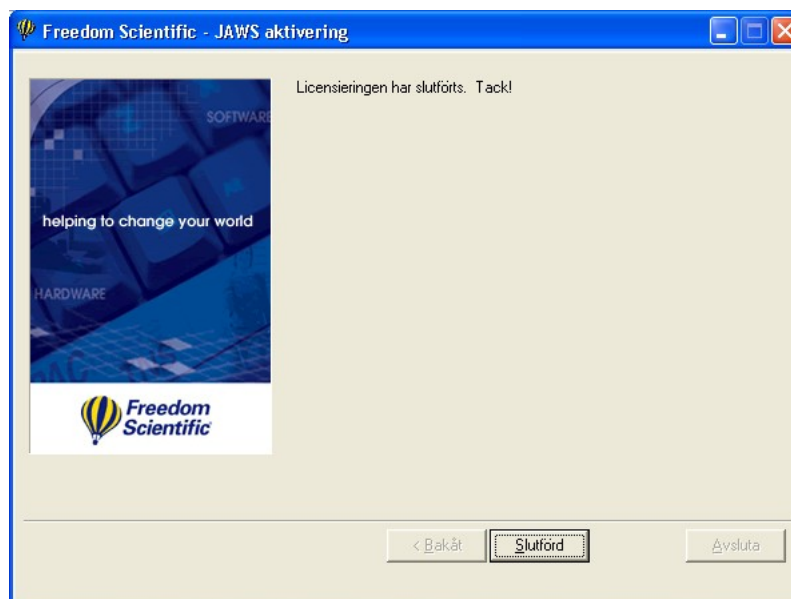 Freedom Scientific - JAWS aktivering
Licensieringen har slutförts. Tack!
SOFTWARE
helping to change your world
HARDWARE
Freedom
Scientific
< Bakåt
Slutförd
Avsluta